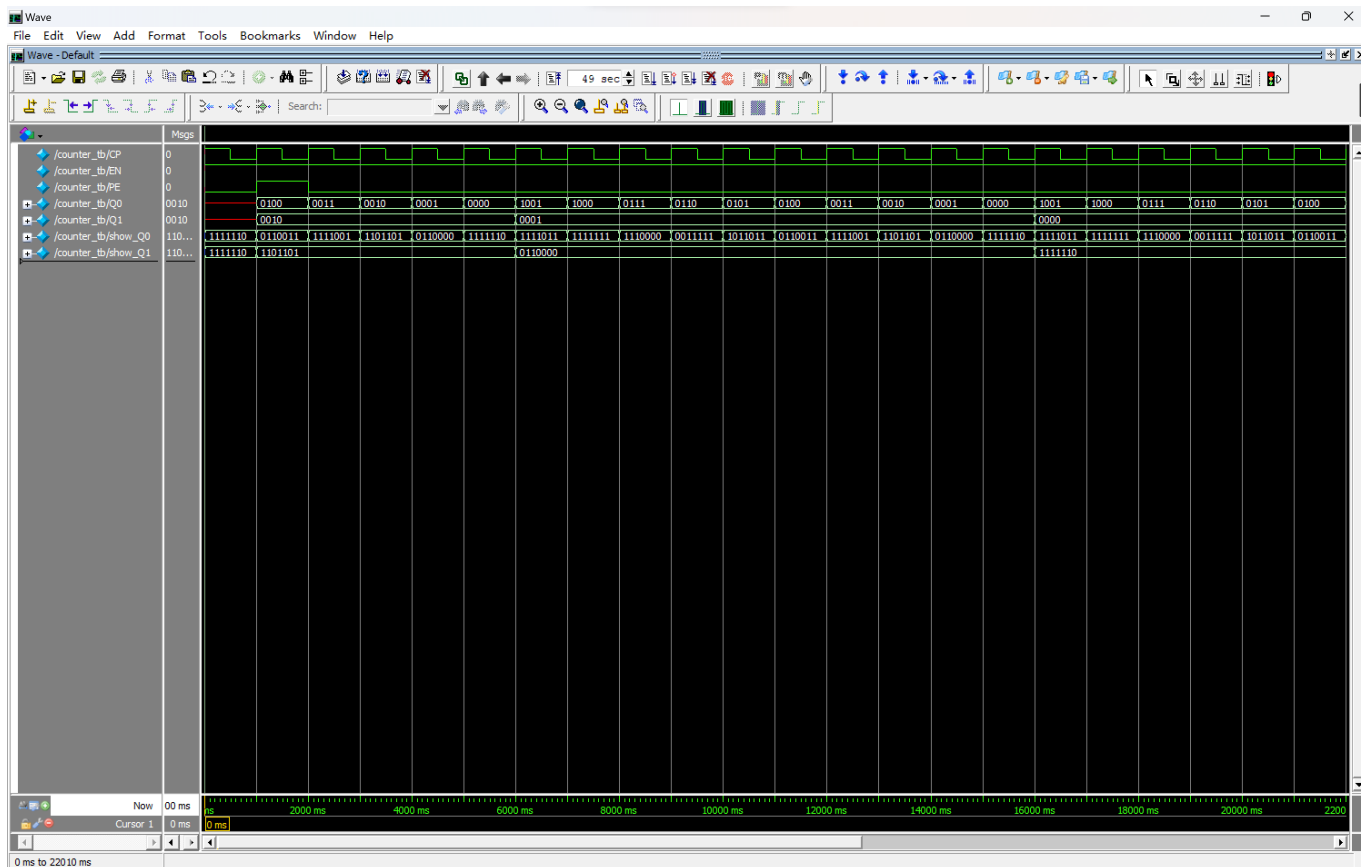 Wave
File Edit View Add Format Tools Bookmarks Window Help
Wave - Default
49 sec
Search:
Msgs
/counter_tb/CP 0
/counter_tb/EN 0
/counter_tb/PE 0
/counter_tb/Q0 0010 0100 0011 0010 0001 0000 1001 1000 0111 0110 0101 0100 0011 0010 0001 0000 1001 1000 0111 0110 0101 0100
/counter_tb/Q1 0010 0010 0001 0000
/counter_tb/show_Q0 110... 1111110 0110011 1111001 1101101 0110000 1111110 1111011 1111111 1110000 0011111 1011011 0110011 1111001 1101101 0110000 1111110 1111011 1111111 1110000 0011111 1011011 0110011
/counter_tb/show_Q1 110... 1111110 1101101 0110000 1111110
Now 00 ms ns 2000 ms 4000 ms 6000 ms 8000 ms 10000 ms 12000 ms 14000 ms 16000 ms 18000 ms 20000 ms 2200
Cursor 1 0 ms 0 ms
0 ms to 22010 ms